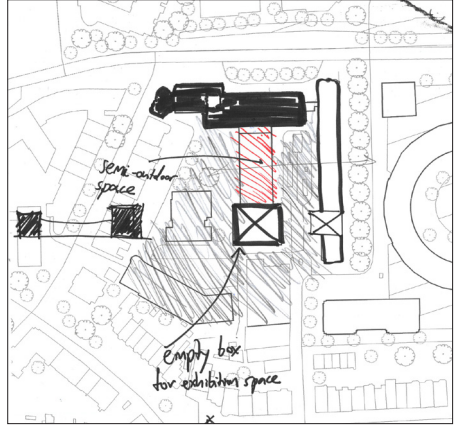 semi-outdoor
space
empty box
for exhibition space
x